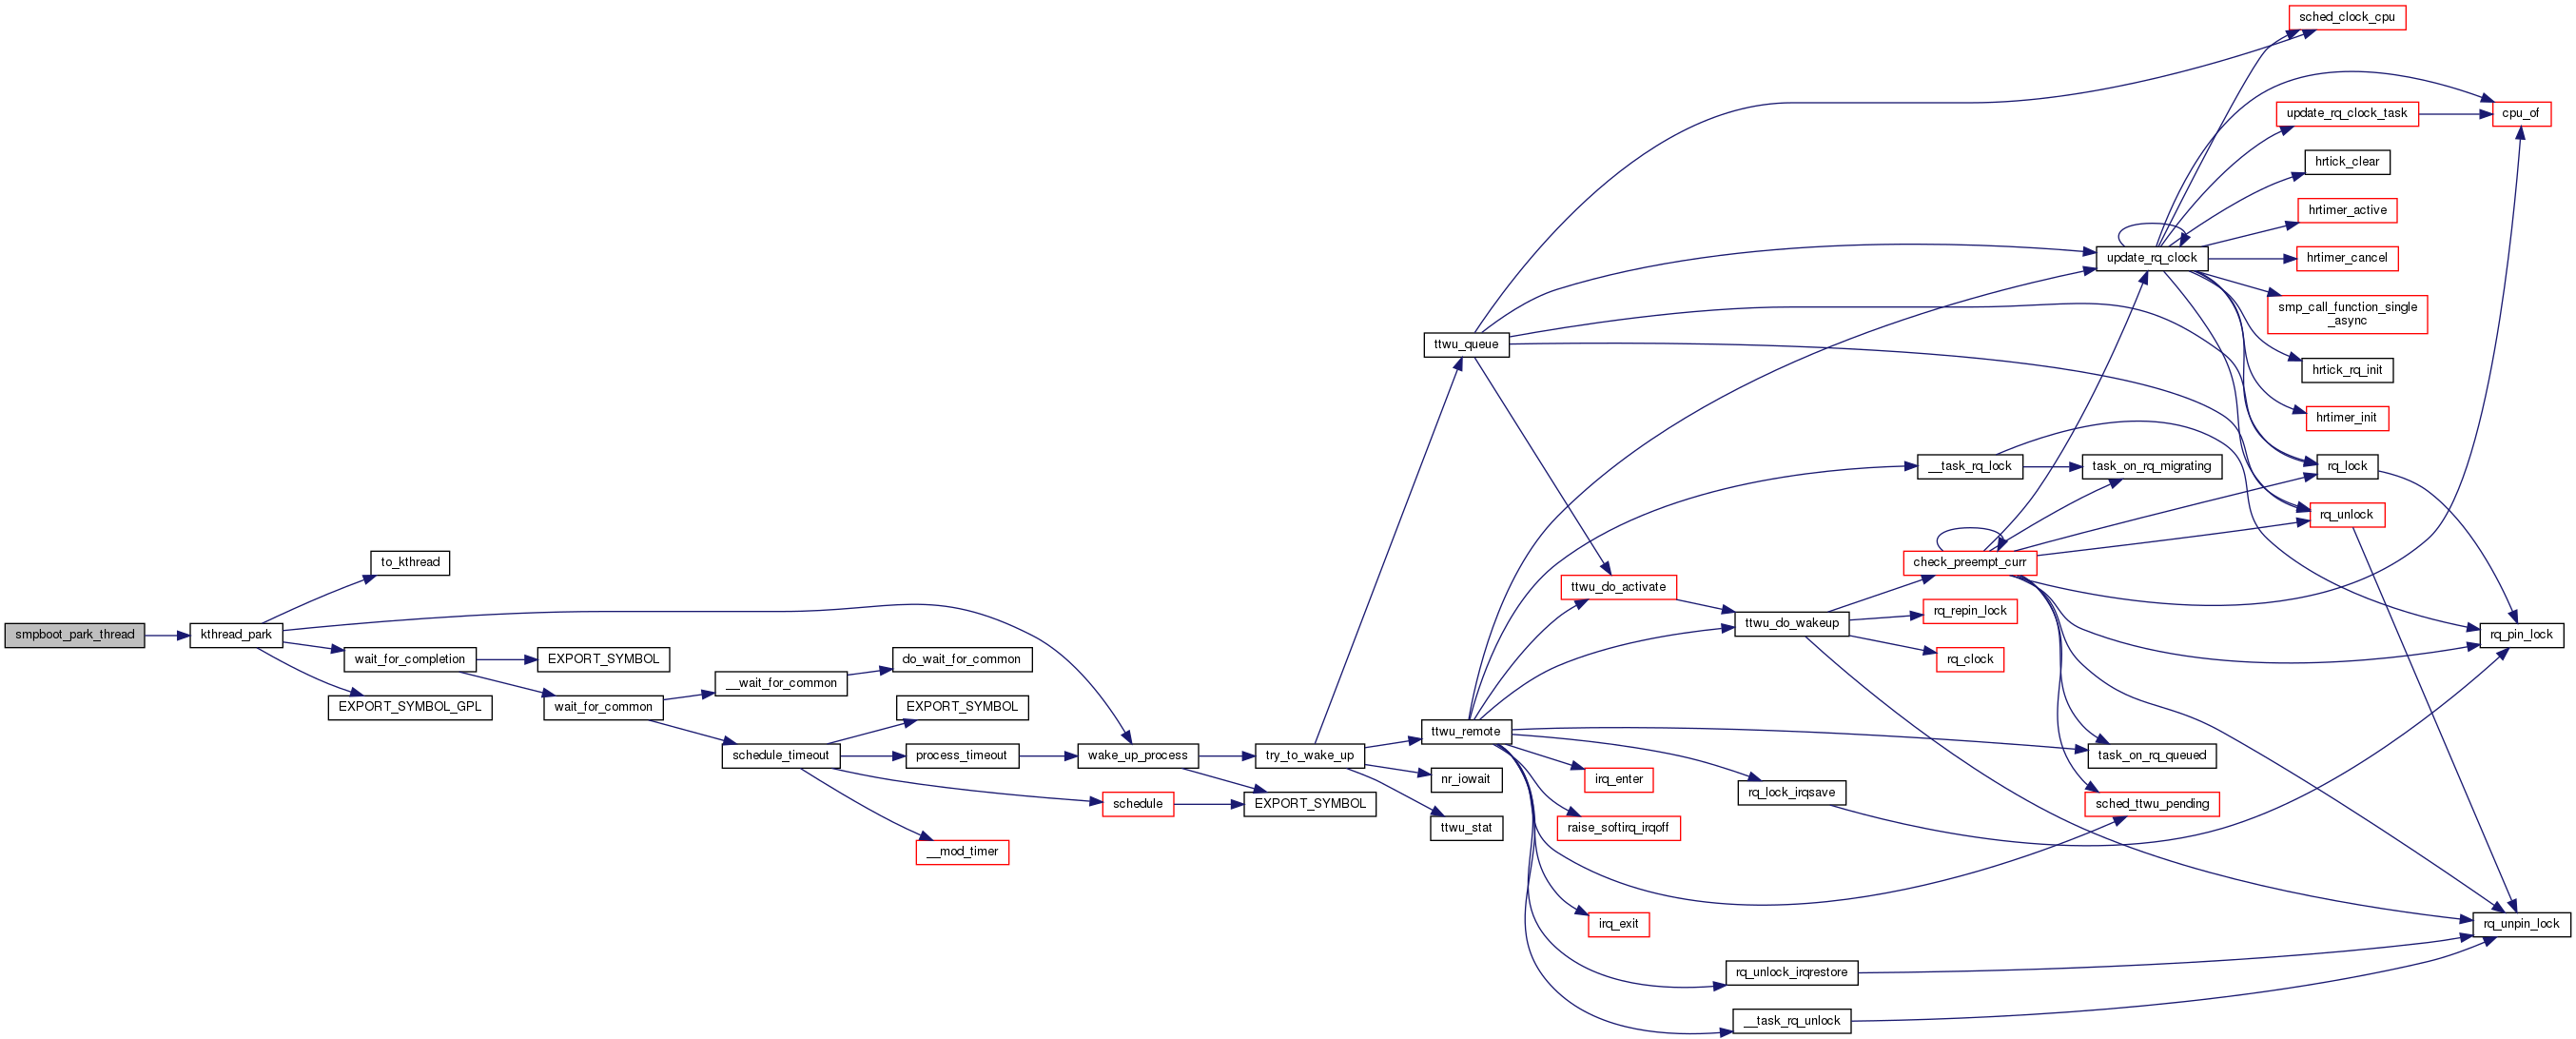 sched_clock_cpu
update_rq_clock_task
cpu_of
hrtick_clear
hrtimer_active
update_rq_clock
hrtimer_cancel
smp_call_function_single
_async
ttwu_queue
hrtick_rq_init
hrtimer_init
__task_rq_lock
task_on_rq_migrating
rq_lock
rq_unlock
to_kthread
check_preempt_curr
ttwu_do_activate
rq_repin_lock
smpboot_park_thread
kthread_park
ttwu_do_wakeup
rq_pin_lock
wait_for_completion
EXPORT_SYMBOL
do_wait_for_common
rq_clock
__wait_for_common
EXPORT_SYMBOL_GPL
wait_for_common
EXPORT_SYMBOL
ttwu_remote
schedule_timeout
process_timeout
wake_up_process
try_to_wake_up
task_on_rq_queued
nr_iowait
irq_enter
rq_lock_irqsave
schedule
EXPORT_SYMBOL
sched_ttwu_pending
ttwu_stat
raise_softirq_irqoff
__mod_timer
irq_exit
rq_unpin_lock
rq_unlock_irqrestore
__task_rq_unlock